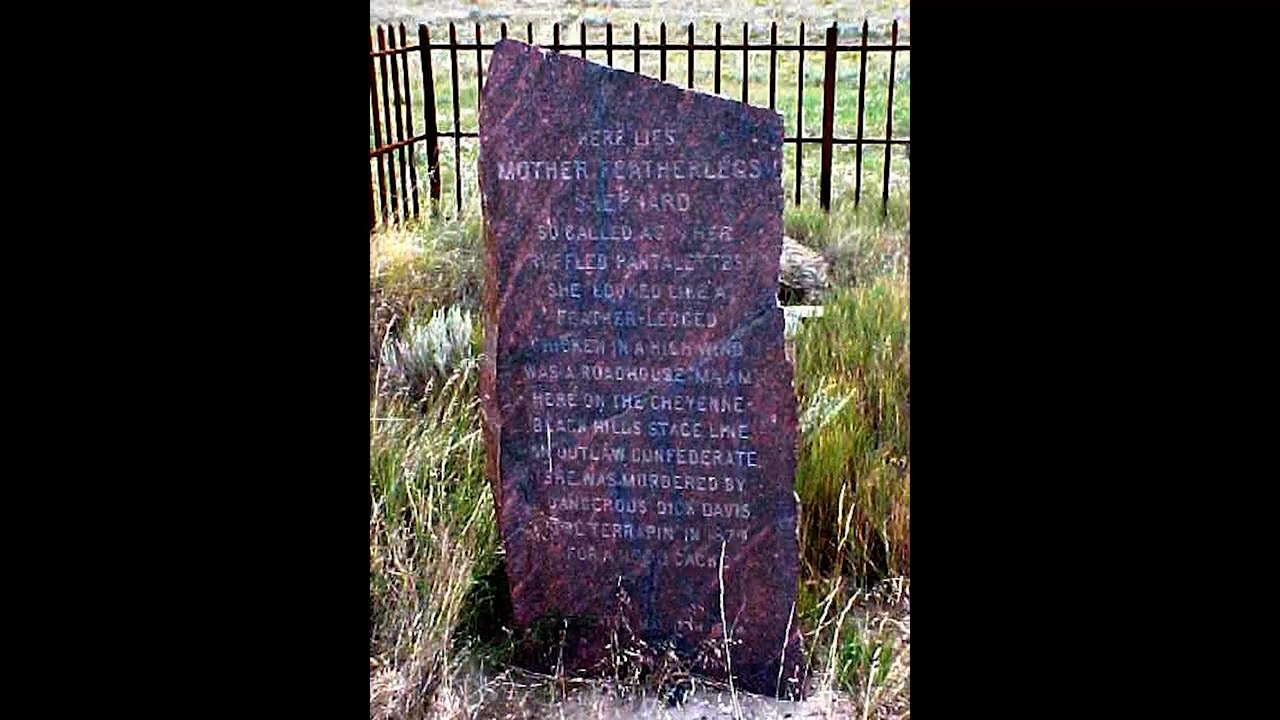 HERE LIES
MOTHER FEATHERLEGS
SHEPHARD
SO CALLED AS IN HER
RUFFLED PANTALETTES
SHE LOOKED LIKE A
FEATHER-LEGGED
CHICKEN IN A HIGH WIND
WAS A ROADHOUSE MA'AM
HERE ON THE CHEYENNE-
BLACK HILLS STAGE LINE
AN OUTLAW CONFEDERATE,
SHE WAS MURDERED BY
DANGEROUS DICK DAVIS
THE TERRAPIN IN 1879
FOR A CACHE